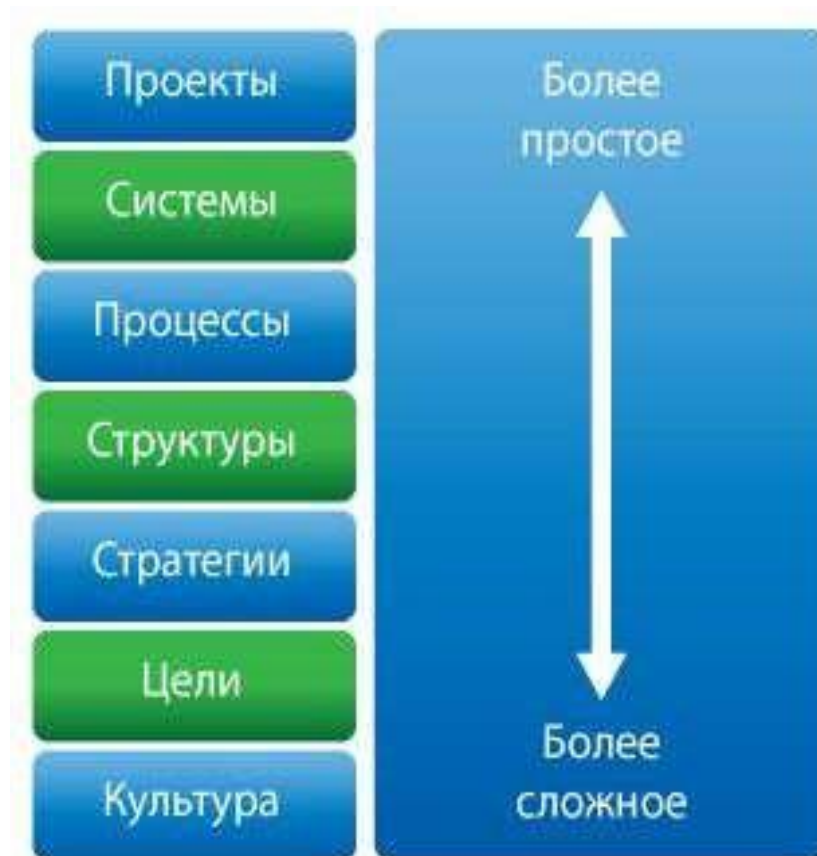 Проекты
Системы
Процессы
Структуры
Стратегии
Цели
Культура
Более
простое
Более
сложное